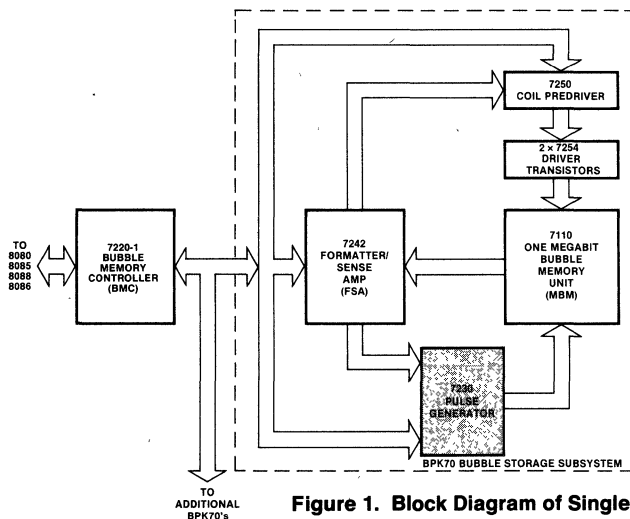 7250
COIL PREDRIVER
2 × 7254
DRIVER
TRANSISTORS
TO
8080
8085
8088
8086
7220-1
BUBBLE
MEMORY
CONTROLLER
(BMC)
7242
FORMATTER/
SENSE
AMP
(FSA)
7110
ONE MEGABIT
BUBBLE
MEMORY
UNIT
(MBM)
7230
PULSE
GENERATOR
BPK70 BUBBLE STORAGE SUBSYSTEM
TO
ADDITIONAL
BPK70's
Figure 1. Block Diagram of Single